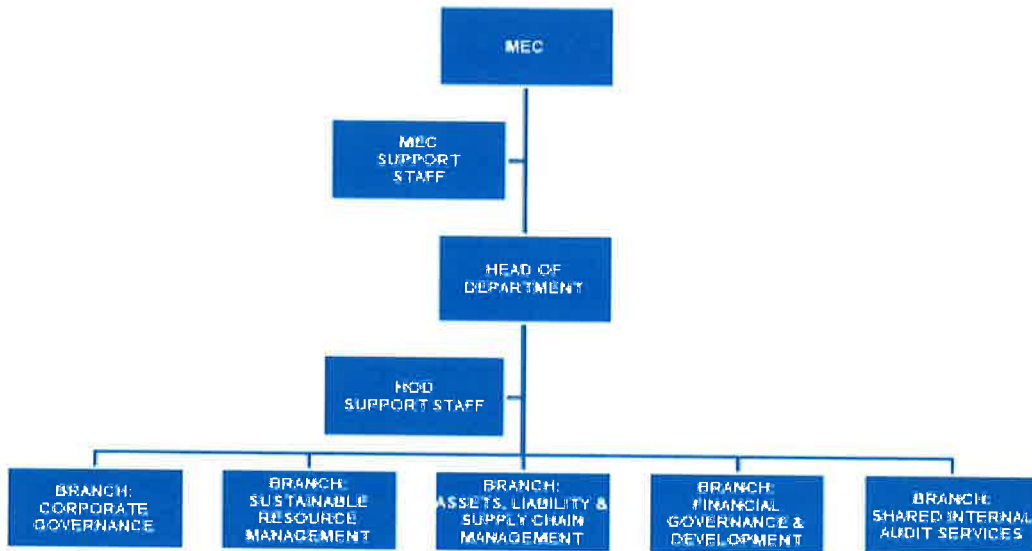 MEC
MEC
SUPPORT
STAFF
HEAD OF
DEPARTMENT
HOD
SUPPORT STAFF
BRANCH:
CORPORATE
GOVERNANCE
BRANCH:
SUSTAINABLE
RESOURCE
MANAGEMENT
BRANCH:
ASSETS, LIABILITY &
SUPPLY CHAIN
MANAGEMENT
BRANCH:
FINANCIAL
GOVERNANCE &
DEVELOPMENT
BRANCH:
SHARED INTERNAL
AUDIT SERVICES